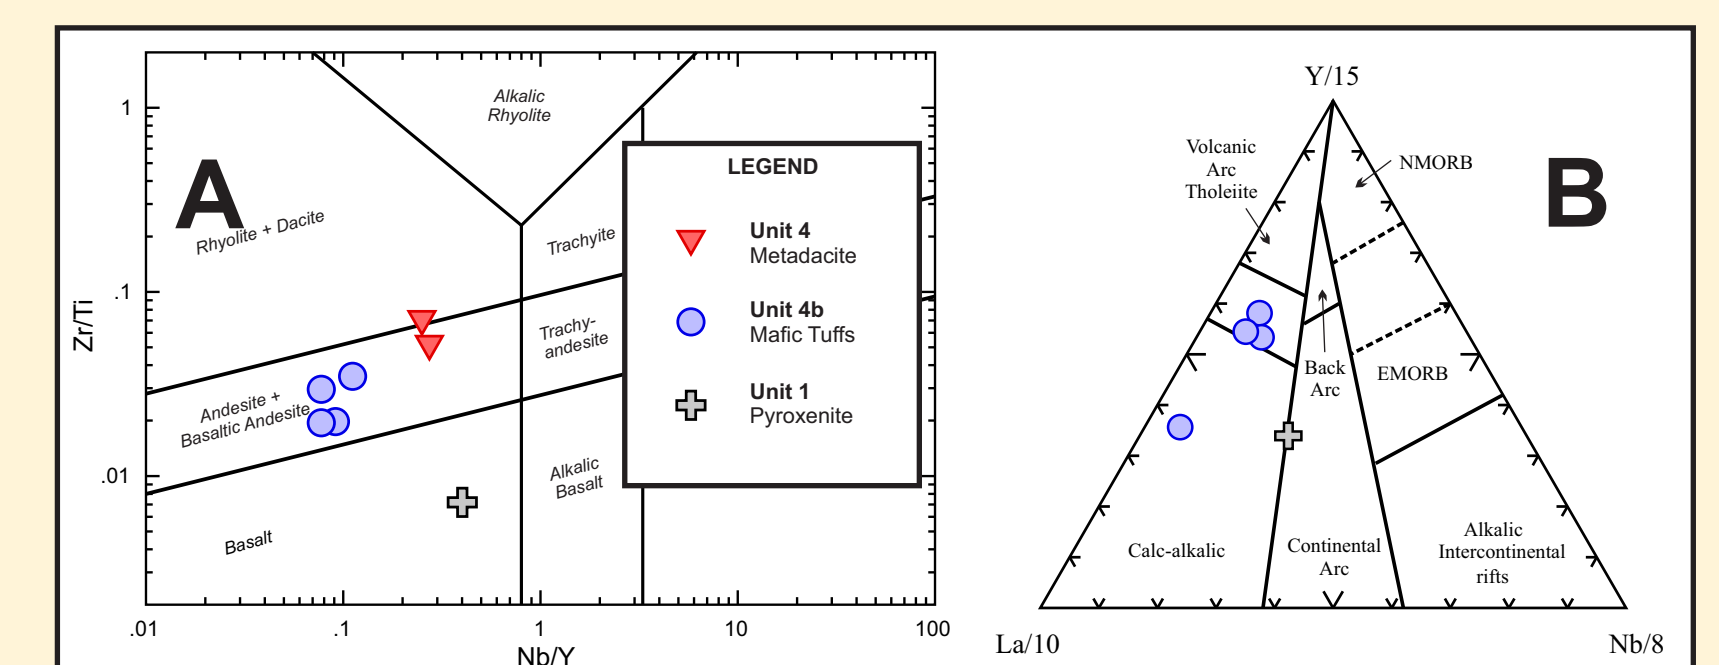 A
Alkalic
Rhyolite
Rhyolite + Dacite
Trachyite
Trachy-
andesite
Andesite +
Basaltic Andesite
Alkalic
Basalt
Basalt
Zr/Ti
1
.1
.01
.01
.1
1
10
100
Nb/Y
LEGEND
Unit 4
Metadacite
Unit 4b
Mafic Tuffs
Unit 1
Pyroxenite
B
Y/15
Volcanic
Arc
Tholeiite
NMORB
Back
Arc
EMORB
Calc-alkalic
Continental
Arc
Alkalic
Intercontinental
rifts
La/10
Nb/8